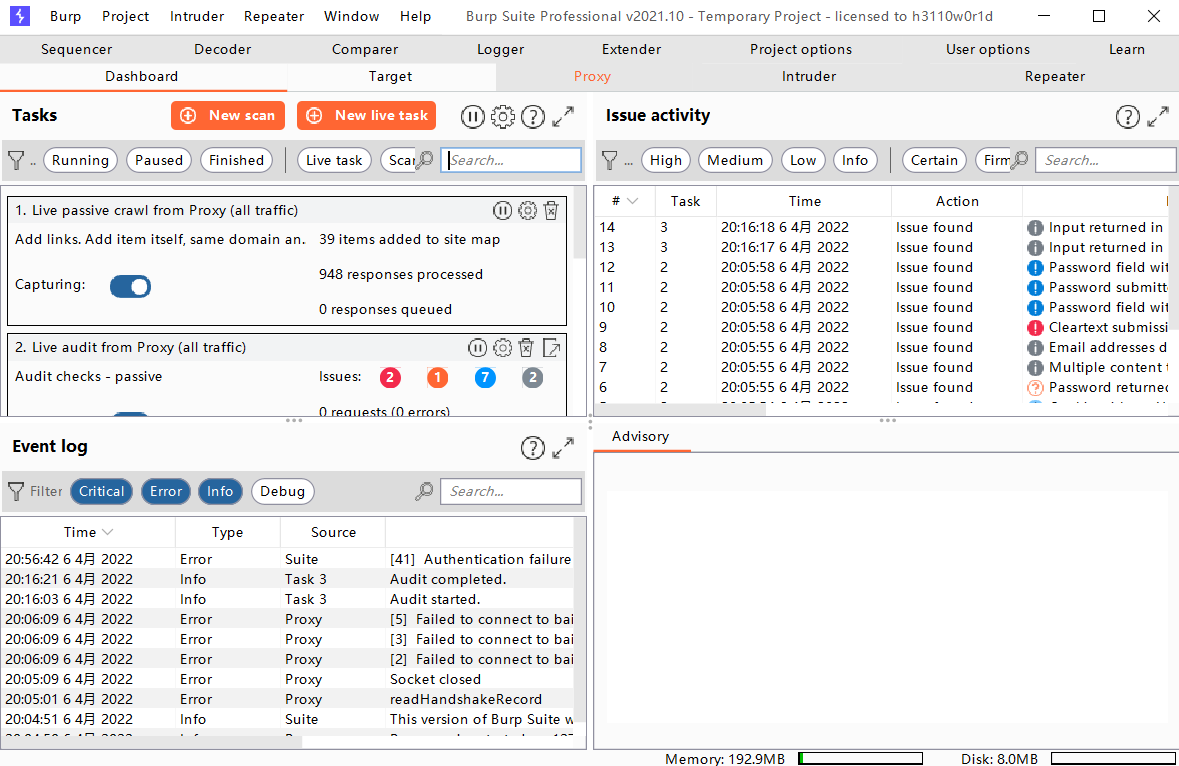 Burp Project Intruder Repeater Window Help Burp Suite Professional v2021.10 - Temporary Project - licensed to h3110w0r1d
Sequencer Decoder Comparer Logger Extender Project options User options Learn
Dashboard Target Proxy Intruder Repeater
Tasks New scan New live task
.. Running Paused Finished Live task Scan Search...
1. Live passive crawl from Proxy (all traffic)
Add links. Add item itself, same domain an. 39 items added to site map
948 responses processed
Capturing:
0 responses queued
2. Live audit from Proxy (all traffic)
Audit checks - passive Issues: 2 1 7 2
0 requests (0 errors)
Issue activity
... High Medium Low Info Certain Firm Search...
# Task Time Action
14 3 20:16:18 6 4月 2022 Issue found Input returned in
13 3 20:16:17 6 4月 2022 Issue found Input returned in
12 2 20:05:58 6 4月 2022 Issue found Password field wit
11 2 20:05:58 6 4月 2022 Issue found Password submitte
10 2 20:05:58 6 4月 2022 Issue found Password field wit
9 2 20:05:58 6 4月 2022 Issue found Cleartext submissi
8 2 20:05:55 6 4月 2022 Issue found Email addresses d
7 2 20:05:55 6 4月 2022 Issue found Multiple content t
6 2 20:05:55 6 4月 2022 Issue found Password returned
Event log
Filter Critical Error Info Debug Search...
Time Type Source
20:56:42 6 4月 2022 Error Suite [41] Authentication failure
20:16:21 6 4月 2022 Info Task 3 Audit completed.
20:16:03 6 4月 2022 Info Task 3 Audit started.
20:06:09 6 4月 2022 Error Proxy [5] Failed to connect to bai
20:06:09 6 4月 2022 Error Proxy [3] Failed to connect to bai
20:06:09 6 4月 2022 Error Proxy [2] Failed to connect to bai
20:05:09 6 4月 2022 Error Proxy Socket closed
20:05:01 6 4月 2022 Error Proxy readHandshakeRecord
20:04:51 6 4月 2022 Info Suite This version of Burp Suite w
Advisory
Memory: 192.9MB Disk: 8.0MB